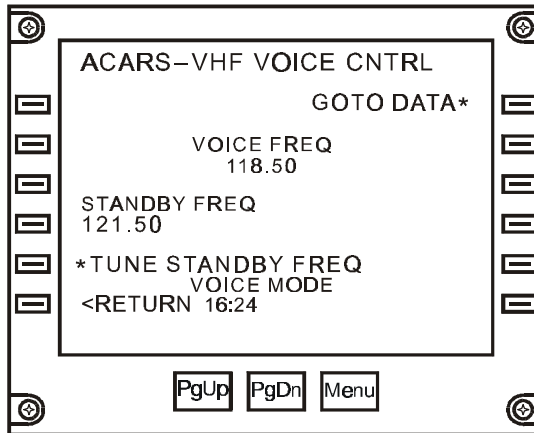 ACARS–VHF VOICE CNTRL
GOTO DATA*
VOICE FREQ
118.50
STANDBY FREQ
121.50
*TUNE STANDBY FREQ
VOICE MODE
<RETURN 16:24
PgUp PgDn Menu